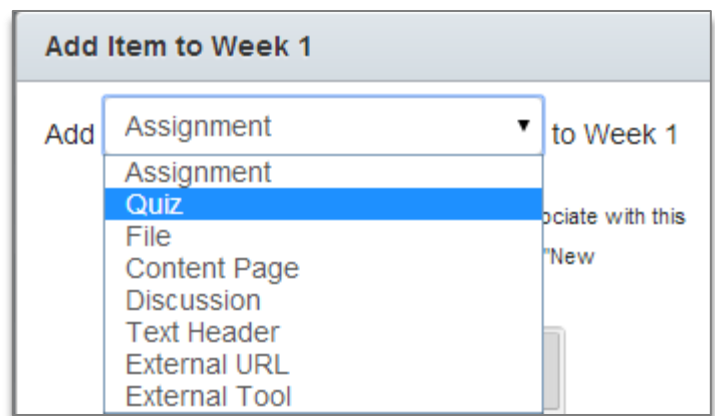 Add Item to Week 1
Add Assignment to Week 1
Assignment
Quiz
File
Content Page
Discussion
Text Header
External URL
External Tool
with this
"New